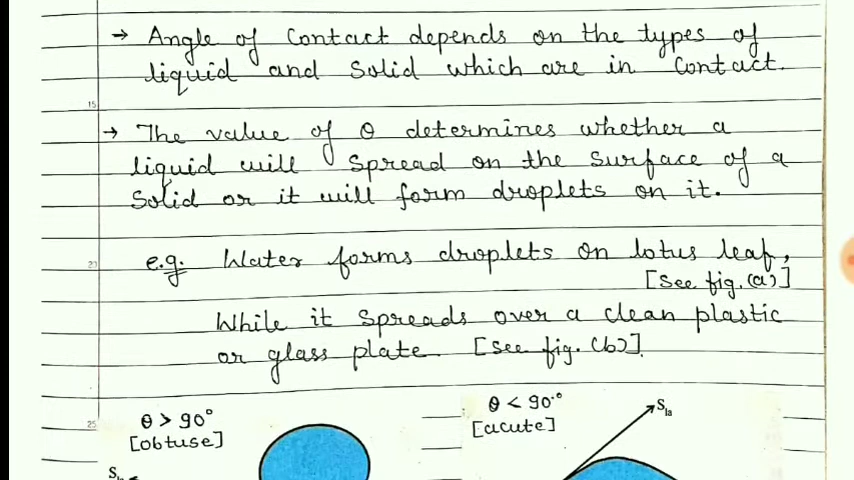 → Angle of Contact depends on the types of
liquid and Solid which are in Contact.
15
→ The value of θ determines whether a
liquid will Spread on the Surface of a
Solid or it will form droplets on it.
20
e.g. Water forms droplets on lotus leaf,
[See fig. (a)]
While it Spreads over a clean plastic
or glass plate. [See fig. (b)].
25
θ > 90°
[obtuse]
θ < 90°
[acute]
Sla